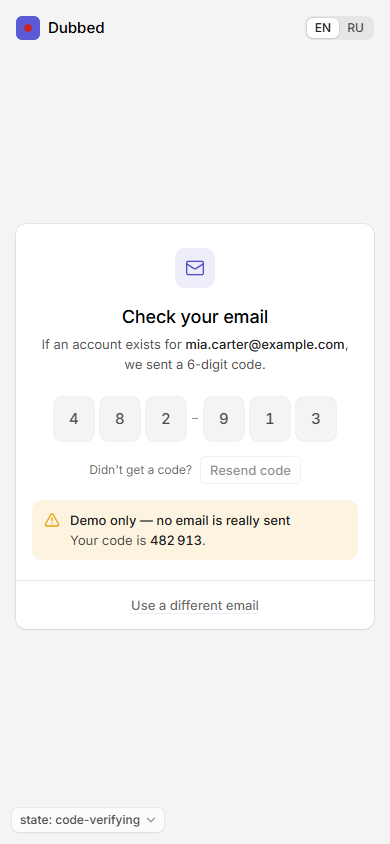 Dubbed
EN RU
Check your email
If an account exists for mia.carter@example.com,
we sent a 6-digit code.
4 8 2 – 9 1 3
Didn't get a code? Resend code
Demo only — no email is really sent
Your code is 482 913.
Use a different email
state: code-verifying